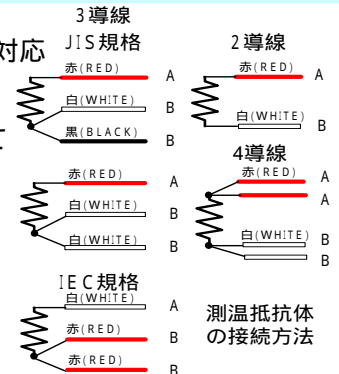 3導線
対応
JIS規格
赤(RED) A
白(WHITE) B
黒(BLACK) B
赤(RED) A
白(WHITE) B
白(WHITE) B
IEC規格
白(WHITE) A
赤(RED) B
赤(RED) B
2導線
赤(RED) A
白(WHITE) B
4導線
赤(RED) A
A
白(WHITE) B
B
測温抵抗体
の接続方法